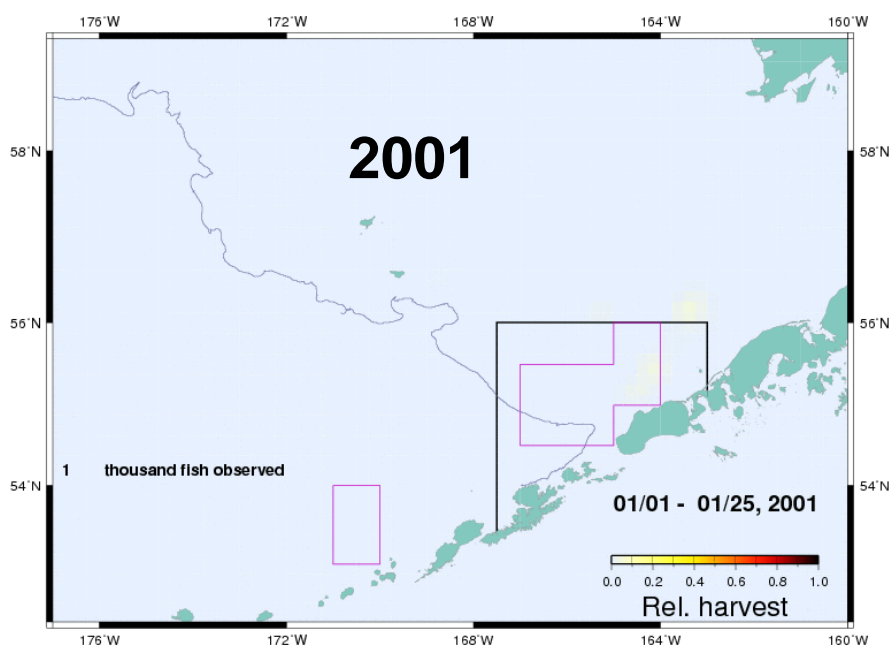 176˚W 172˚W 168˚W 164˚W 160˚W
58˚N 58˚N
2001
56˚N 56˚N
1 thousand fish observed
54˚N 54˚N
01/01 - 01/25, 2001
0.0 0.2 0.4 0.6 0.8 1.0
Rel. harvest
176˚W 172˚W 168˚W 164˚W 160˚W